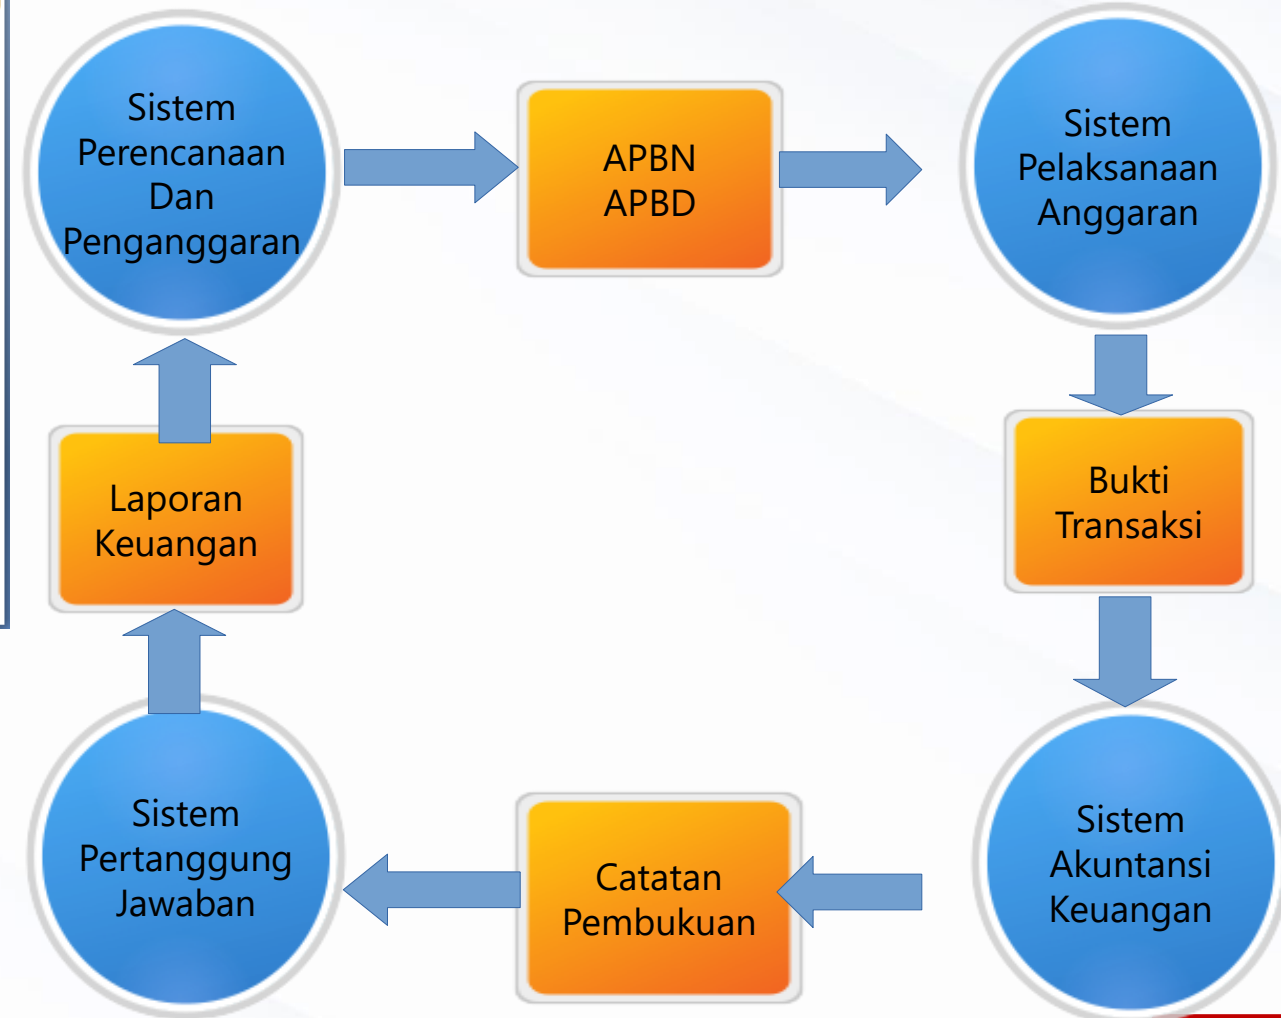 Sistem
Perencanaan
Dan
Penganggaran
APBN
APBD
Sistem
Pelaksanaan
Anggaran
Bukti
Transaksi
Sistem
Akuntansi
Keuangan
Catatan
Pembukuan
Sistem
Pertanggung
Jawaban
Laporan
Keuangan